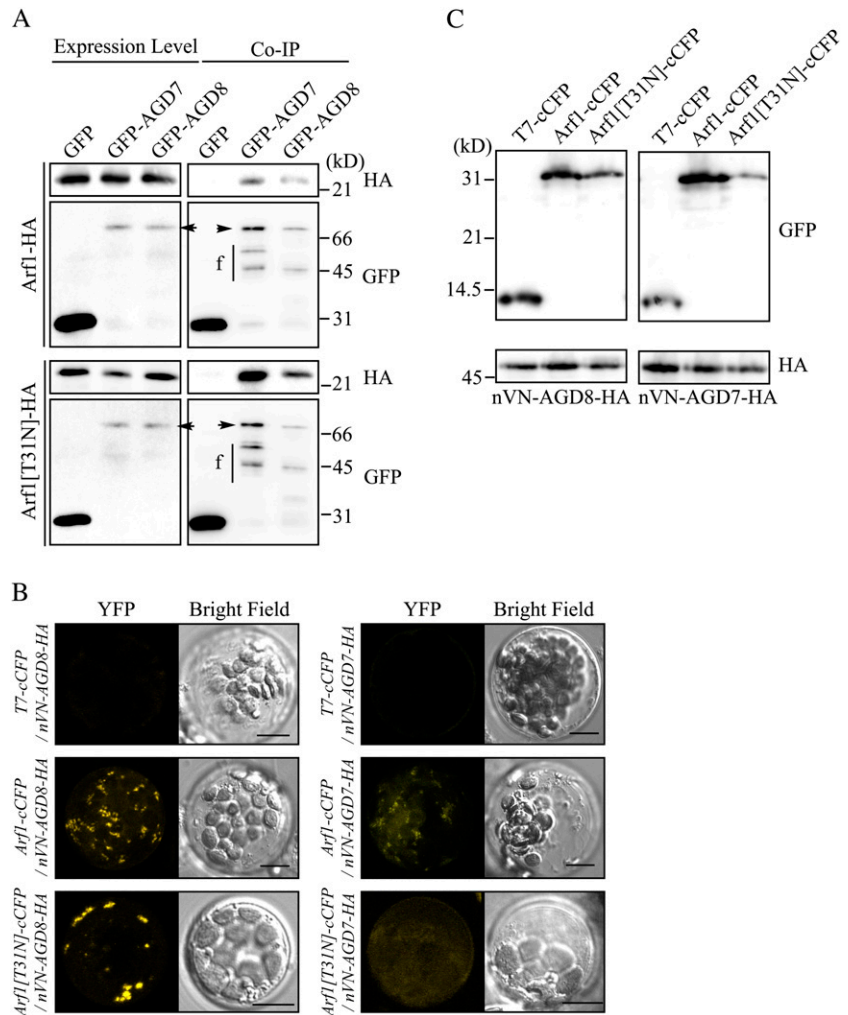 A
Expression Level
Co-IP
GFP
GFP-AGD7
GFP-AGD8
GFP
GFP-AGD7
GFP-AGD8
(kD)
Arf1-HA
21
HA
66
f
45
GFP
31
Arf1[T31N]-HA
21
HA
66
f
45
GFP
31
C
T7-cCFP
Arf1-cCFP
Arf1[T31N]-cCFP
T7-cCFP
Arf1-cCFP
Arf1[T31N]-cCFP
(kD)
31
21
14.5
GFP
45
HA
nVN-AGD8-HA
nVN-AGD7-HA
B
YFP
Bright Field
YFP
Bright Field
T7-cCFP
/ nVN-AGD8-HA
T7-cCFP
/ nVN-AGD7-HA
Arf1-cCFP
/ nVN-AGD8-HA
Arf1-cCFP
/ nVN-AGD7-HA
Arf1[T31N]-cCFP
/ nVN-AGD8-HA
Arf1[T31N]-cCFP
/ nVN-AGD7-HA